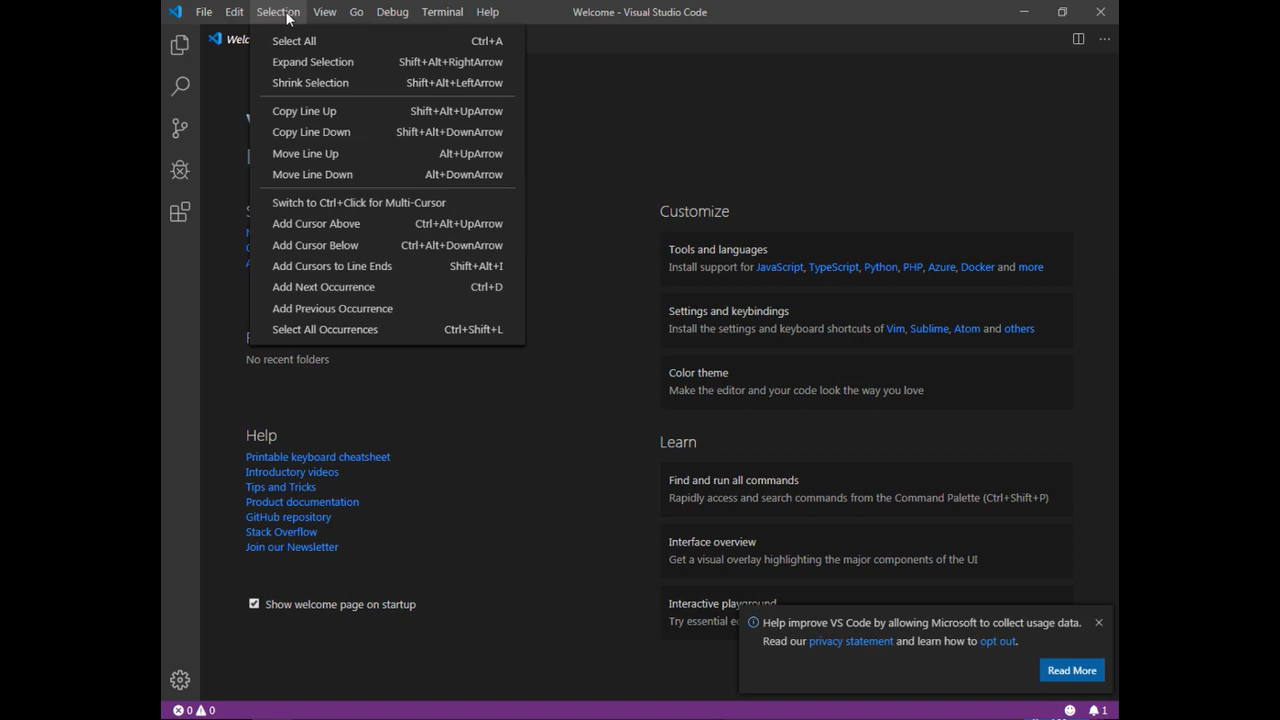 File Edit Selection View Go Debug Terminal Help
Welcome - Visual Studio Code
Select All Ctrl+A
Expand Selection Shift+Alt+RightArrow
Shrink Selection Shift+Alt+LeftArrow
Copy Line Up Shift+Alt+UpArrow
Copy Line Down Shift+Alt+DownArrow
Move Line Up Alt+UpArrow
Move Line Down Alt+DownArrow
Switch to Ctrl+Click for Multi-Cursor
Add Cursor Above Ctrl+Alt+UpArrow
Add Cursor Below Ctrl+Alt+DownArrow
Add Cursors to Line Ends Shift+Alt+I
Add Next Occurrence Ctrl+D
Add Previous Occurrence
Select All Occurrences Ctrl+Shift+L
No recent folders
Help
Printable keyboard cheatsheet
Introductory videos
Tips and Tricks
Product documentation
GitHub repository
Stack Overflow
Join our Newsletter
Show welcome page on startup
Customize
Tools and languages
Install support for JavaScript, TypeScript, Python, PHP, Azure, Docker and more
Settings and keybindings
Install the settings and keyboard shortcuts of Vim, Sublime, Atom and others
Color theme
Make the editor and your code look the way you love
Learn
Find and run all commands
Rapidly access and search commands from the Command Palette (Ctrl+Shift+P)
Interface overview
Get a visual overlay highlighting the major components of the UI
Interactive playground
Try essential
Help improve VS Code by allowing Microsoft to collect usage data.
Read our privacy statement and learn how to opt out.
Read More
0 0
1